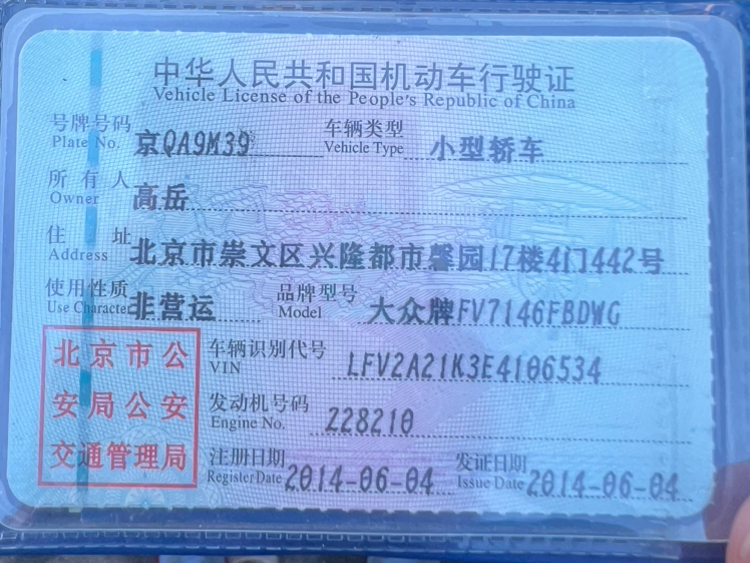 中华人民共和国机动车行驶证
Vehicle License of the People's Republic of China
号牌号码 京QA9M39 车辆类型 小型轿车
Plate No. Vehicle Type
所有人 高岳
Owner
住址 北京市崇文区兴隆都市馨园17楼4门442号
Address
使用性质 非营运 品牌型号 大众牌FV7146FBDWG
Use Character Model
北京市公安局公安交通管理局
车辆识别代号 LFV2A21K3E4106534
VIN
发动机号码 Z28210
Engine No.
注册日期 2014-06-04 发证日期 2014-06-04
Register Date Issue Date